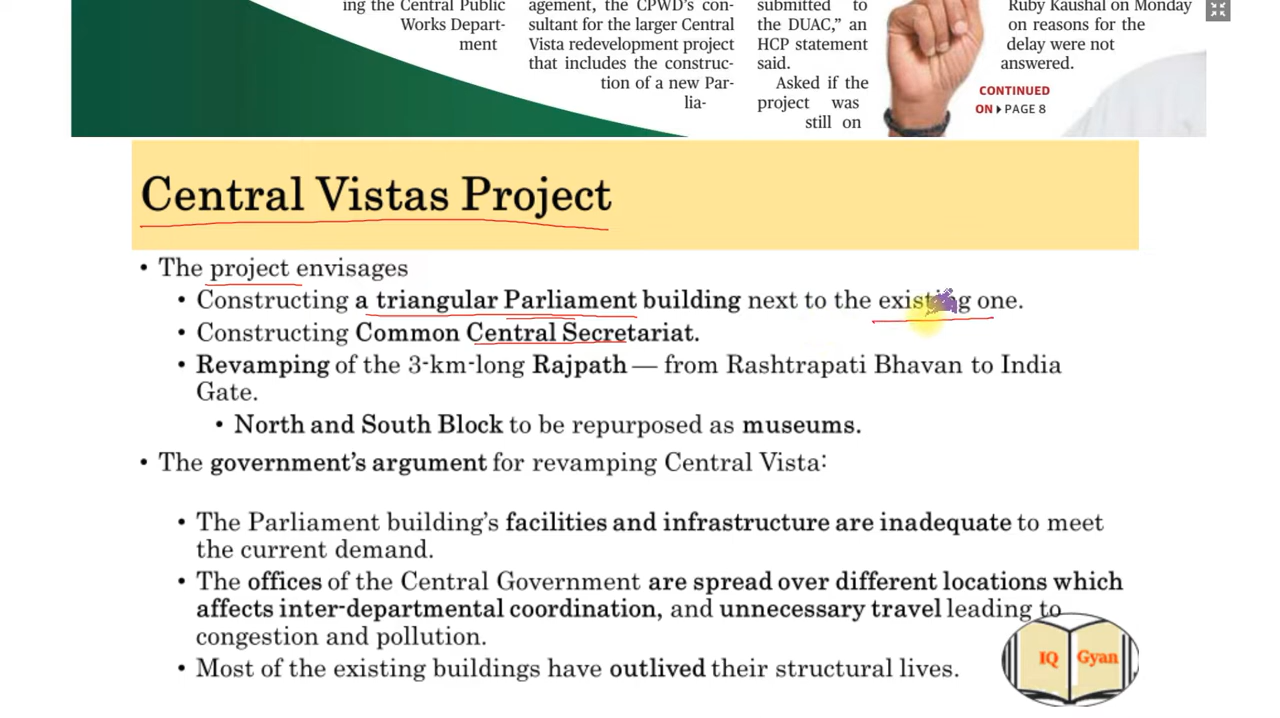 ing the Central Public
Works Depart-
ment
agement, the CPWD's con-
sultant for the larger Central
Vista redevelopment project
that includes the construc-
tion of a new Par-
lia-
submitted to
the DUAC,” an
HCP statement
said.
Asked if the
project was
still on
Ruby Kaushal on Monday
on reasons for the
delay were not
answered.
CONTINUED
ON PAGE 8
Central Vistas Project
• The project envisages
• Constructing a triangular Parliament building next to the existing one.
• Constructing Common Central Secretariat.
• Revamping of the 3-km-long Rajpath — from Rashtrapati Bhavan to India
Gate.
• North and South Block to be repurposed as museums.
• The government's argument for revamping Central Vista:
• The Parliament building's facilities and infrastructure are inadequate to meet
the current demand.
• The offices of the Central Government are spread over different locations which
affects inter-departmental coordination, and unnecessary travel leading to
congestion and pollution.
• Most of the existing buildings have outlived their structural lives.
IQ Gyan